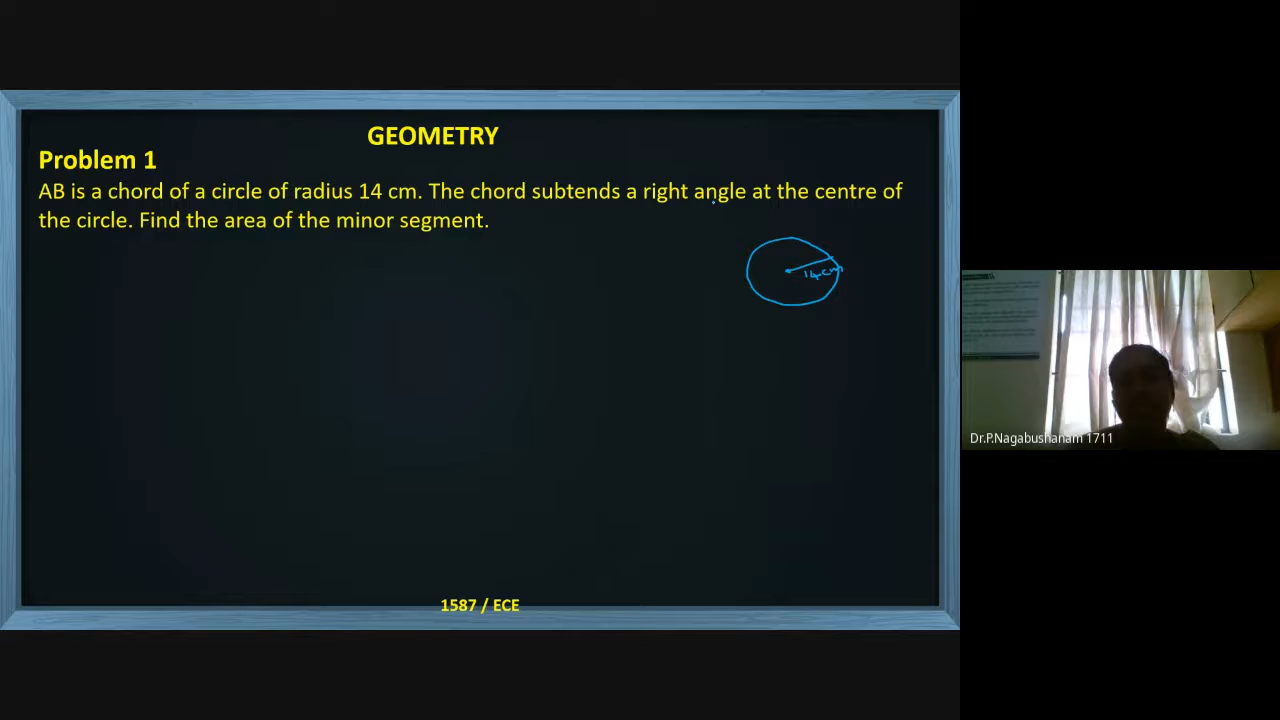 GEOMETRY
Problem 1
AB is a chord of a circle of radius 14 cm. The chord subtends a right angle at the centre of
the circle. Find the area of the minor segment.
14cm
1587 / ECE
Dr.P.Nagabushanam 1711